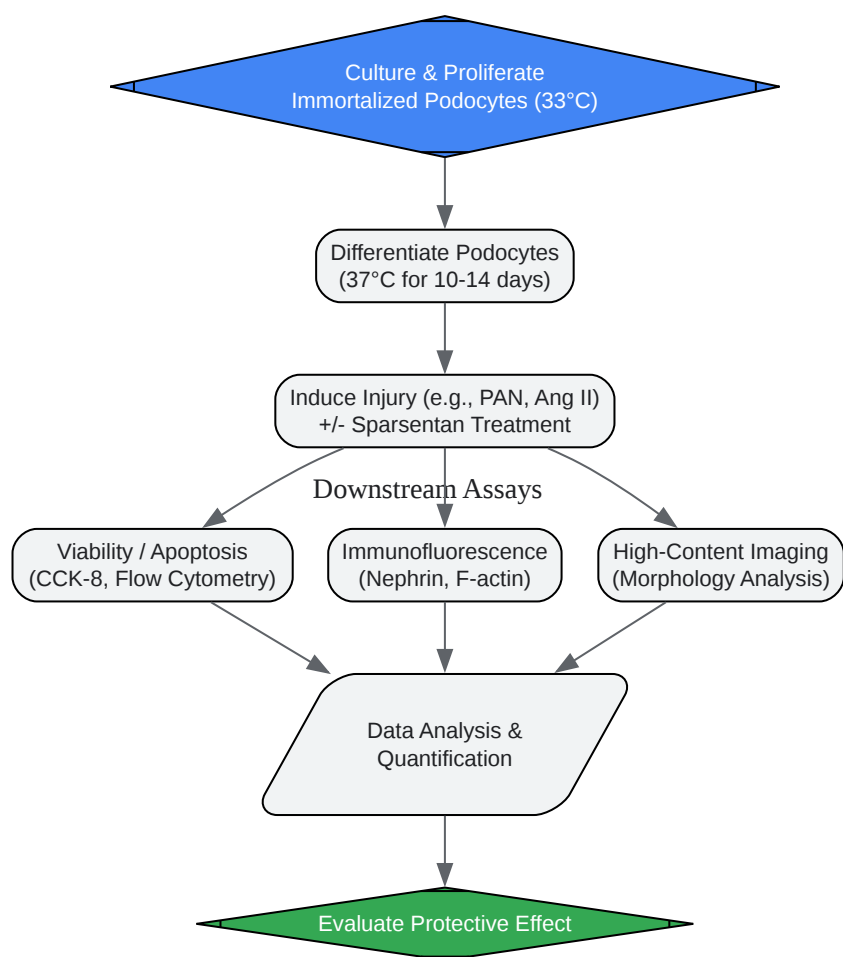 Culture & Proliferate
Immortalized Podocytes (33°C)
Differentiate Podocytes
(37°C for 10-14 days)
Induce Injury (e.g., PAN, Ang II)
+/- Sparsentan Treatment
Downstream Assays
Viability / Apoptosis
(CCK-8, Flow Cytometry)
Immunofluorescence
(Nephrin, F-actin)
High-Content Imaging
(Morphology Analysis)
Data Analysis &
Quantification
Evaluate Protective Effect